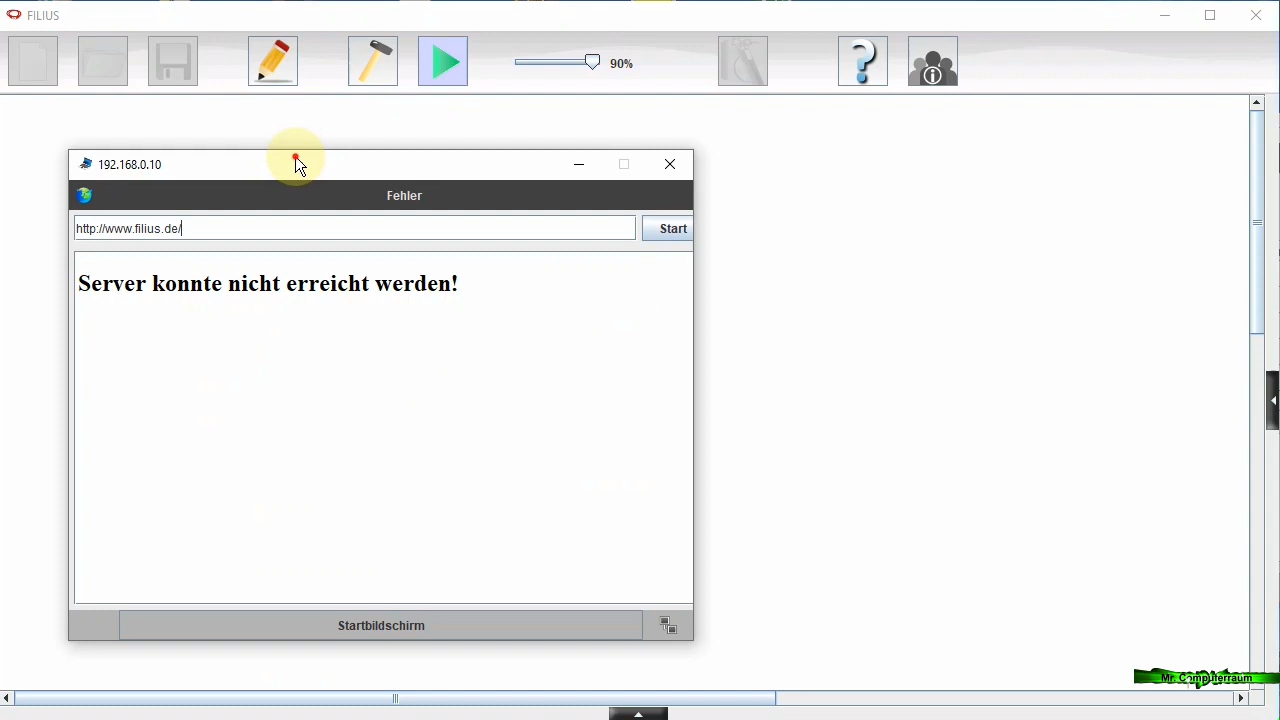 FILIUS
90%
192.168.0.10
Fehler
http://www.filius.de/
Start
Server konnte nicht erreicht werden!
Startbildschirm
Mr. Computerraum